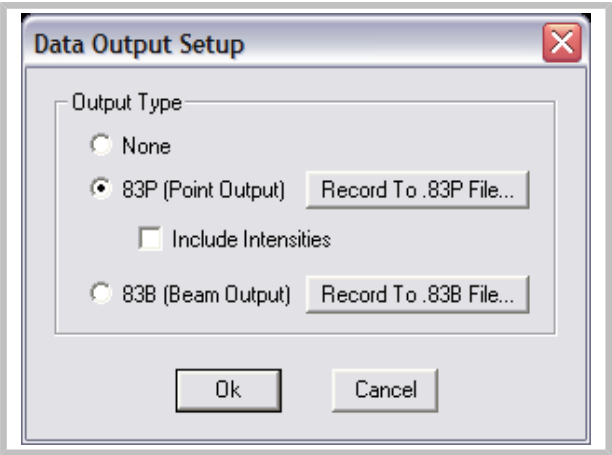 Data Output Setup
Output Type
None
83P (Point Output) Record To .83P File...
Include Intensities
83B (Beam Output) Record To .83B File...
Ok Cancel